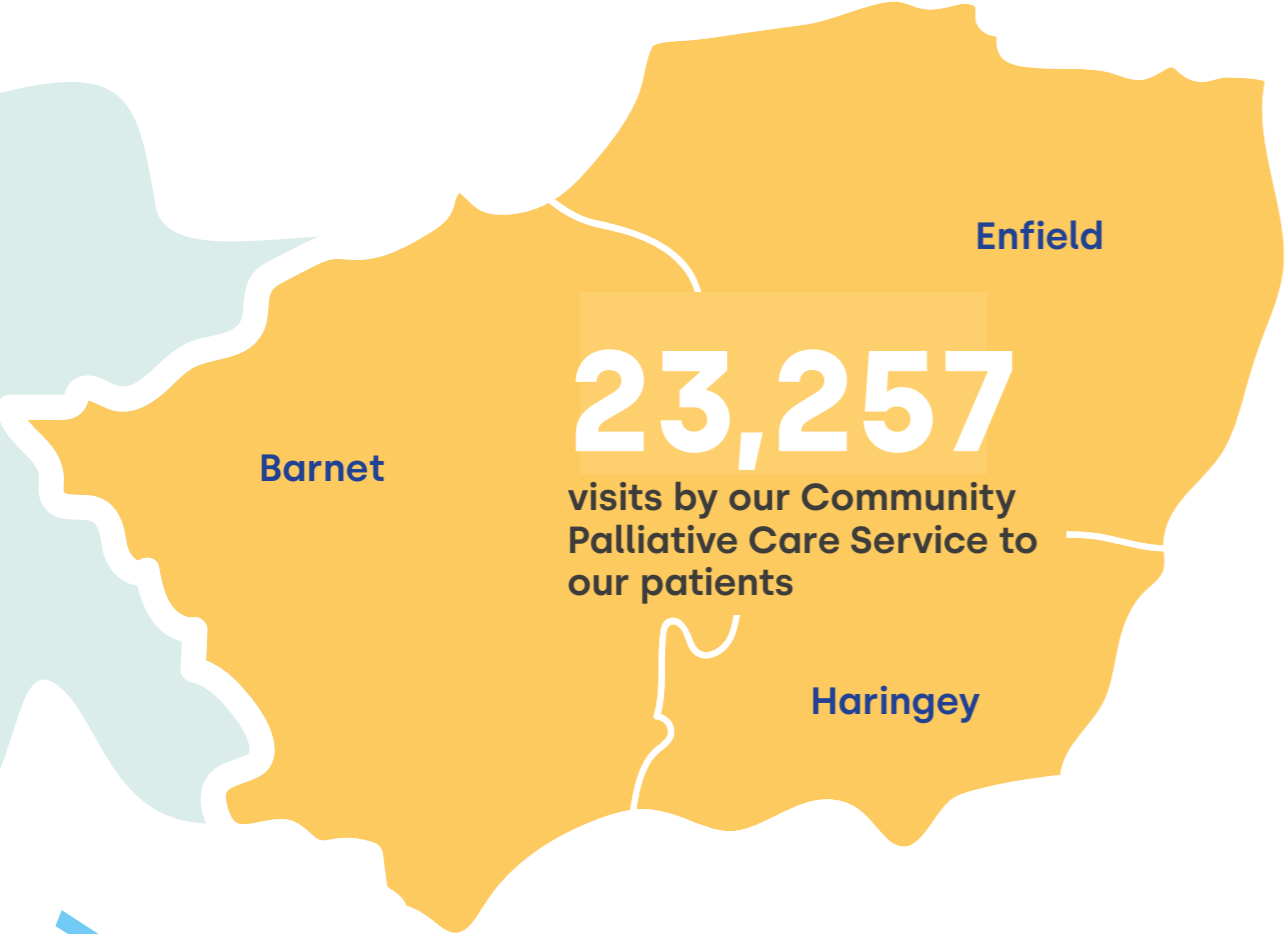 Enfield
23,257
Barnet
visits by our Community
Palliative Care Service to
our patients
Haringey